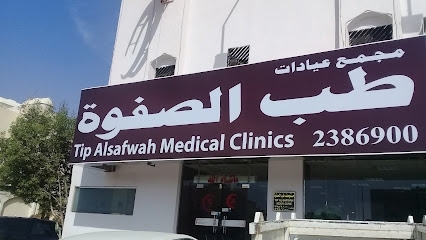 مجمع عيادات
طب الصفوة
Tip Alsafwah Medical Clinics 2386900